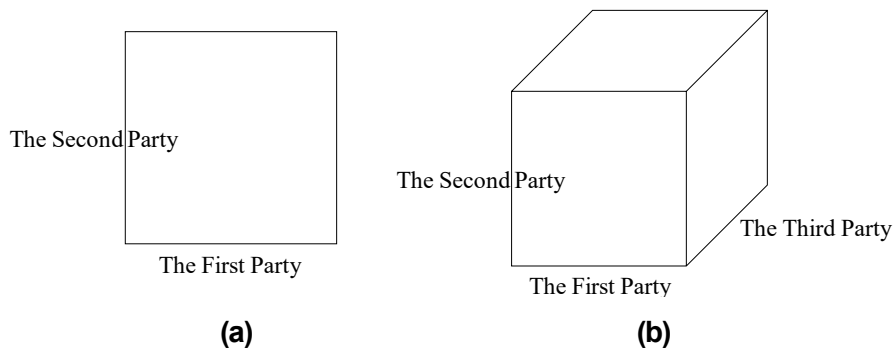 The Second Party
The First Party
(a)
The Second Party
The Third Party
The First Party
(b)